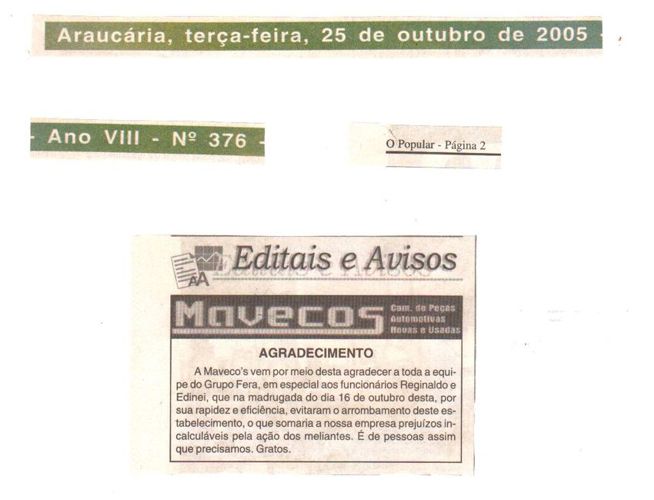 Araucária, terça-feira, 25 de outubro de 2005 -
- Ano VIII - Nº 376 -
O Popular - Página 2
Editais e Avisos
Mavecos
Com. de Peças
Automotivas
Novas e Usadas
AGRADECIMENTO
A Maveco's vem por meio desta agradecer a toda a equi-
pe do Grupo Fera, em especial aos funcionários Reginaldo e
Edinei, que na madrugada do dia 16 de outubro desta, por
sua rapidez e eficiência, evitaram o arrombamento deste es-
tabelecimento, o que somaria a nossa empresa prejuízos in-
calculáveis pela ação dos meliantes. É de pessoas assim
que precisamos. Gratos.